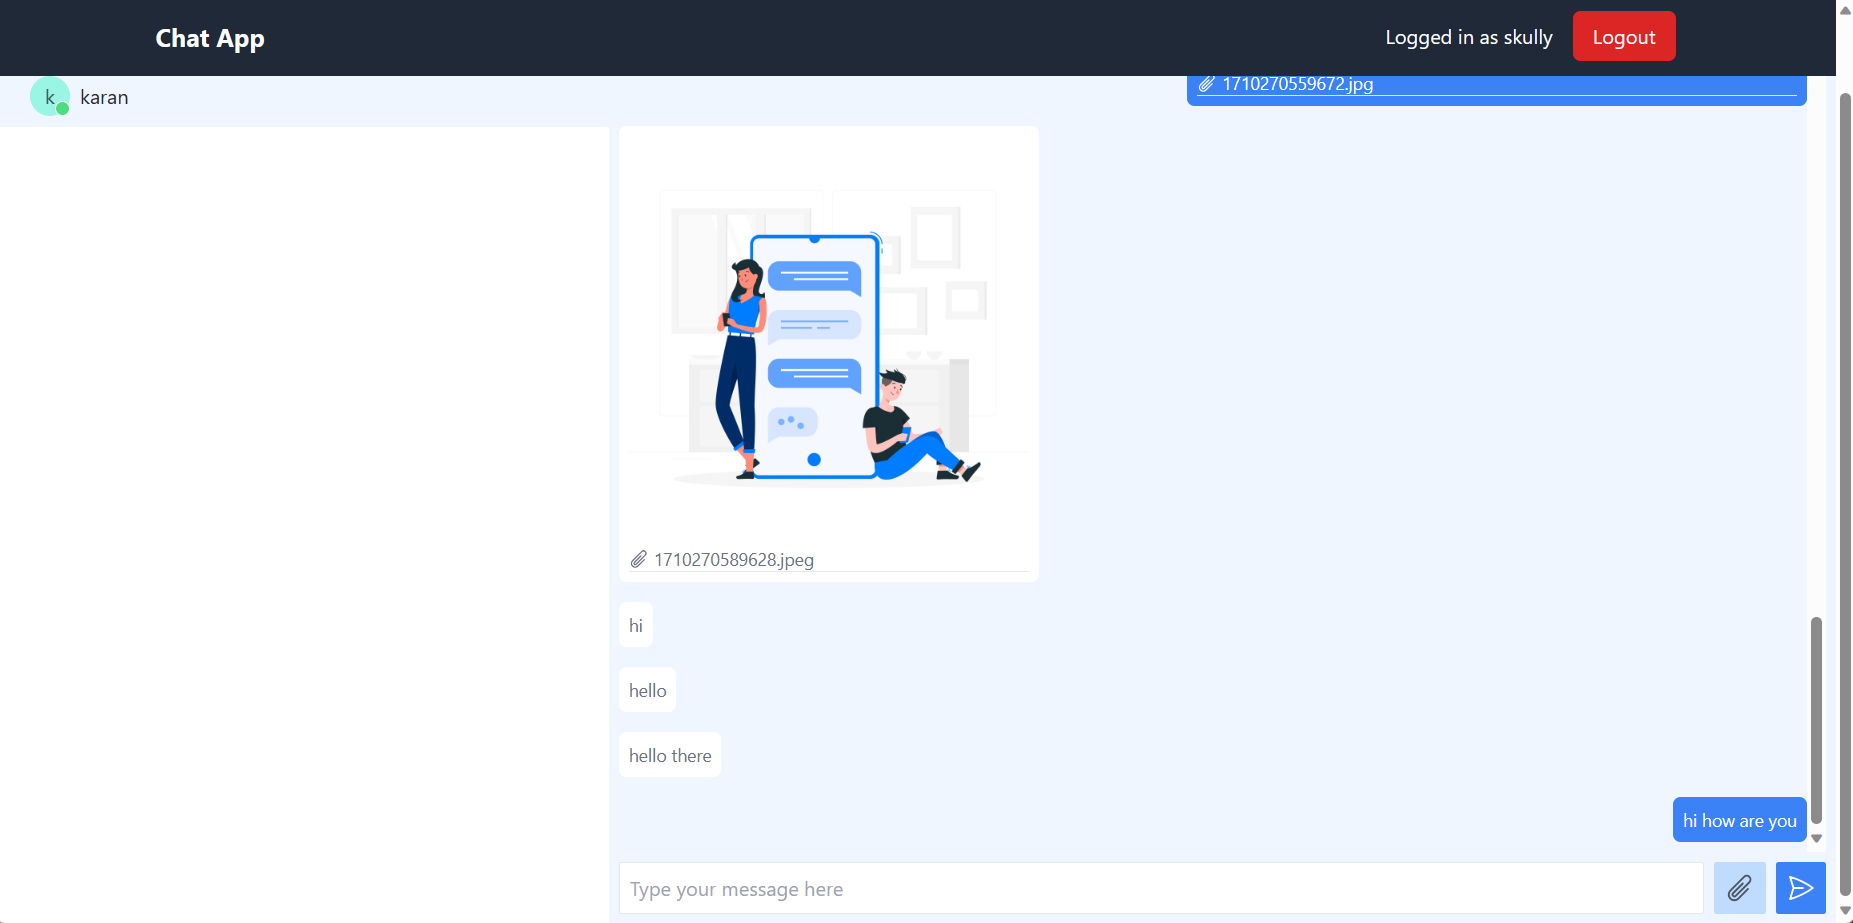 Chat App
Logged in as skully
Logout
k
karan
1710270559672.jpg
1710270589628.jpeg
hi
hello
hello there
hi how are you
Type your message here